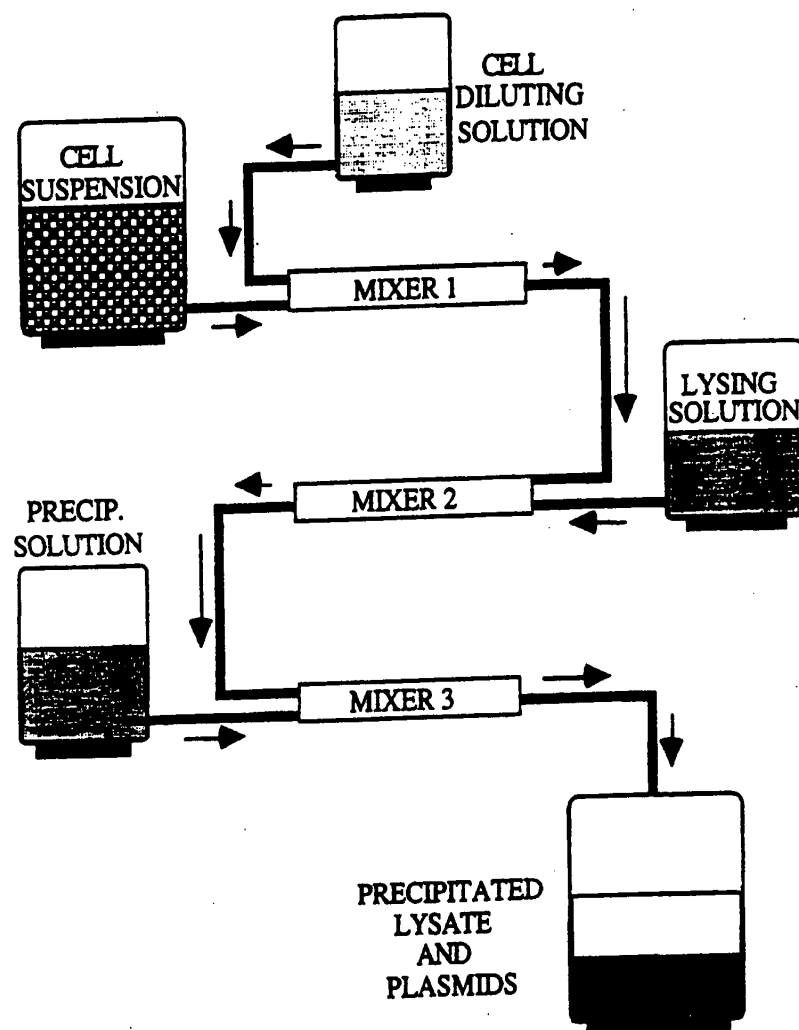 CELL
DILUTING
SOLUTION
CELL
SUSPENSION
MIXER 1
LYSING
SOLUTION
MIXER 2
PRECIP.
SOLUTION
MIXER 3
PRECIPITATED
LYSATE
AND
PLASMIDS